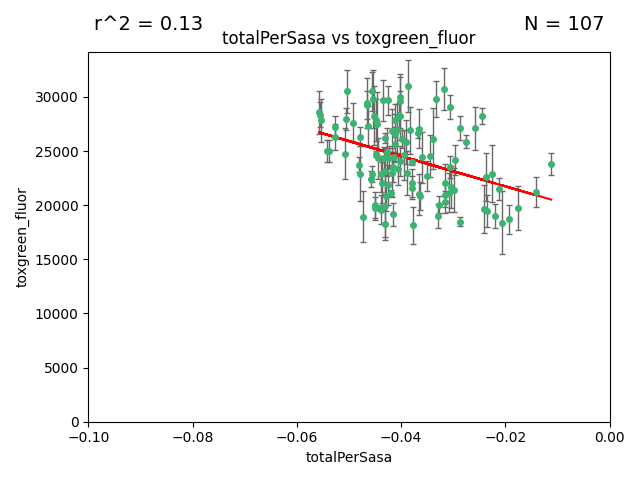 r^2 = 0.13
N = 107
totalPerSasa vs toxgreen_fluor
toxgreen_fluor
30000
25000
20000
15000
10000
5000
0
−0.10
−0.08
−0.06
−0.04
−0.02
0.00
totalPerSasa